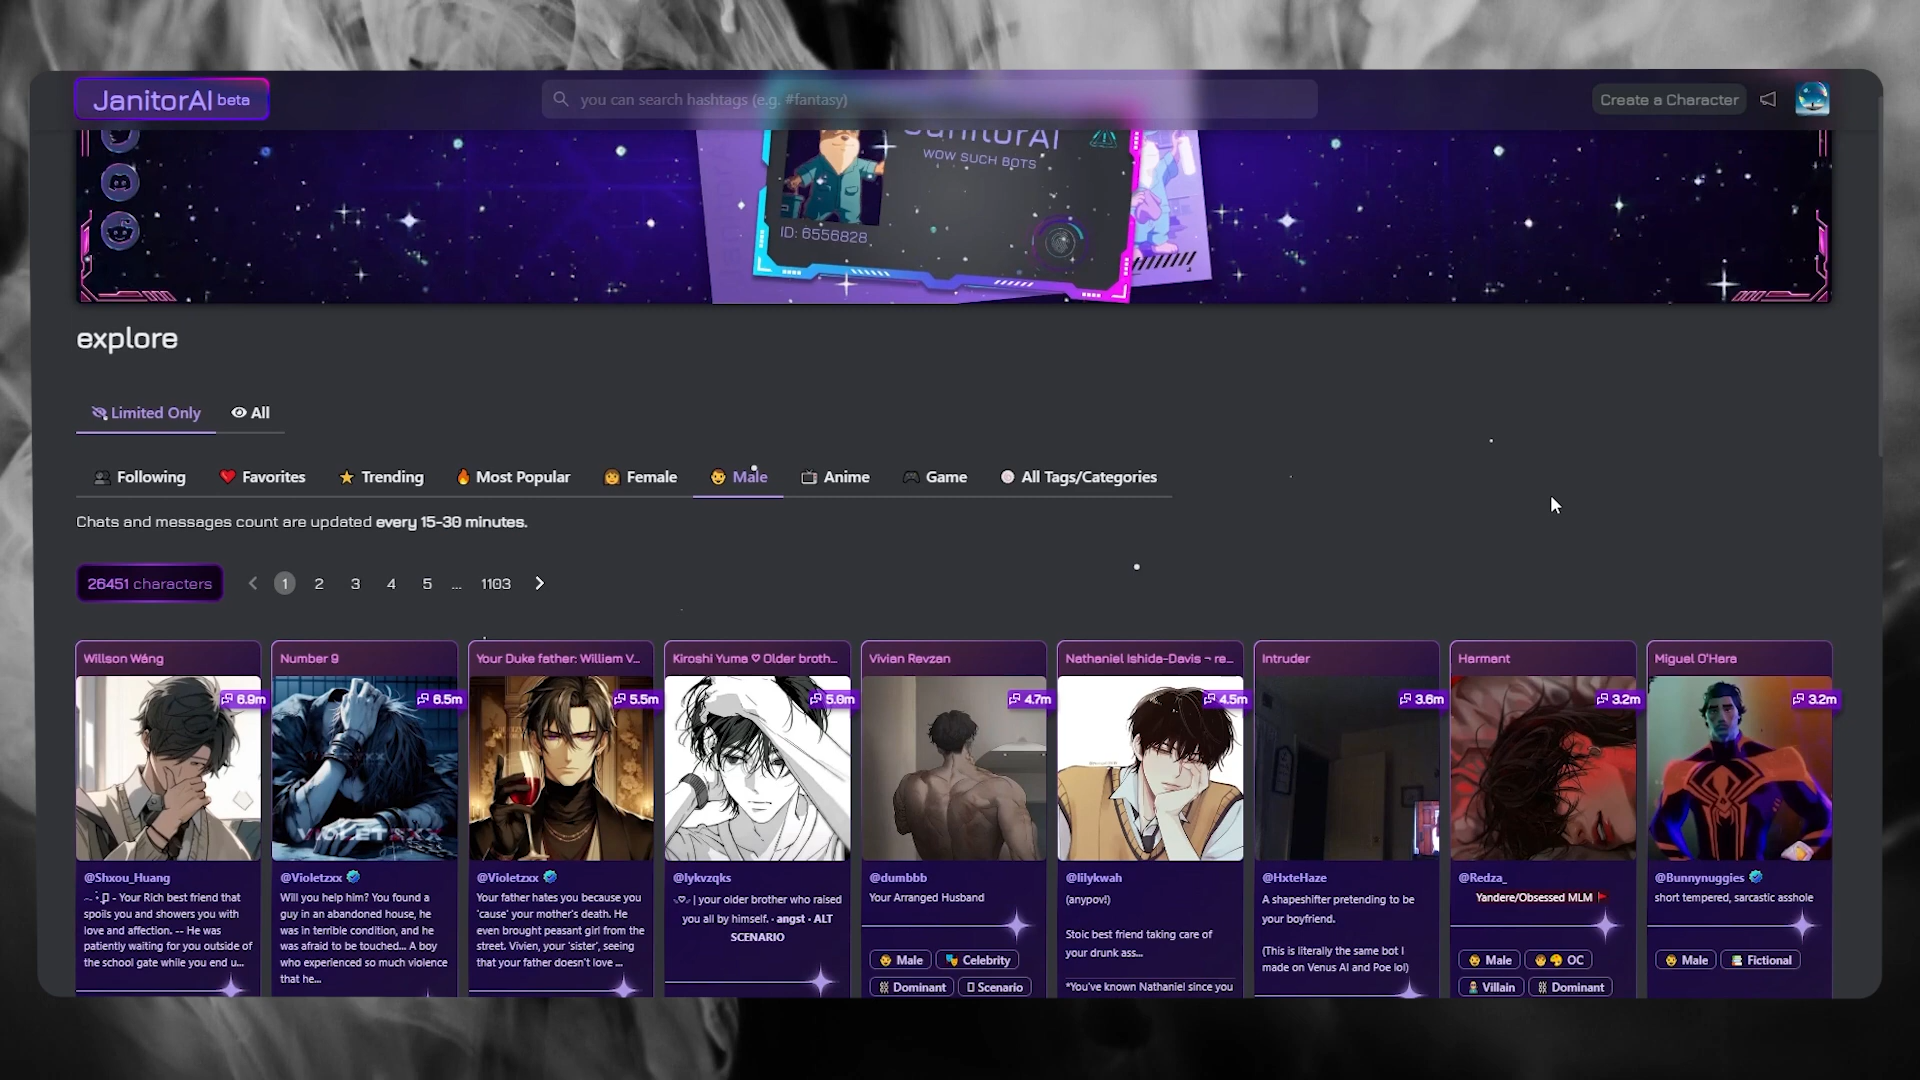 JanitorAI beta
you can search hashtags (e.g. #fantasy)
Create a Character
JanitorAI
WOW SUCH BOTS
ID: 6556828
explore
Limited Only
All
Following
Favorites
Trending
Most Popular
Female
Male
Anime
Game
All Tags/Categories
Chats and messages count are updated every 15-30 minutes.
26451 characters
1 2 3 4 5 ... 1103
Willson Wáng
6.9m
@Shxou_Huang
- Your Rich best friend that
spoils you and showers you with
love and affection. -- He was
patiently waiting for you outside of
the school gate while you end u...
Number 9
6.5m
VIOLETZXX
@Violetzxx
Will you help him? You found a
guy in an abandoned house, he
was in terrible condition, and he
was afraid to be touched... A boy
who experienced so much violence
that he...
Your Duke father: William V...
5.5m
@Violetzxx
Your father hates you because you
'cause' your mother's death. He
even brought peasant girl from the
street. Vivien, your 'sister', seeing
that your father doesn't love ...
Kiroshi Yuma ♡ Older broth...
@lykvzqks
| your older brother who raised
you all by himself. · angst · ALT
SCENARIO
Vivian Revzan
4.7m
@dumbbb
Your Arranged Husband
Male
Celebrity
Dominant
Scenario
Nathaniel Ishida-Davis ¬ re...
4.5m
@lilykwah
(anypov!)
Stoic best friend taking care of
your drunk ass...
*You've known Nathaniel since you
Intruder
3.6m
@HxteHaze
A shapeshifter pretending to be
your boyfriend.
(This is literally the same bot I
made on Venus AI and Poe lol)
Harmant
3.2m
@Redza_
Yandere/Obsessed MLM
Male
OC
Villain
Dominant
Miguel O'Hara
3.2m
@Bunnynuggies
short tempered, sarcastic asshole
Male
Fictional